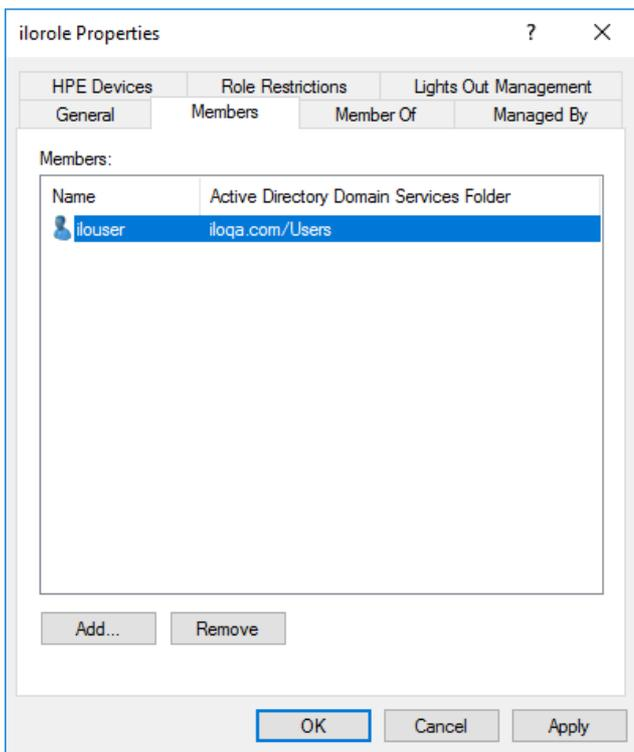 ilorole Properties ?
HPE Devices Role Restrictions Lights Out Management
General Members Member Of Managed By
Members:
Name Active Directory Domain Services Folder
ilouser iloqa.com/Users
Add... Remove
OK Cancel Apply